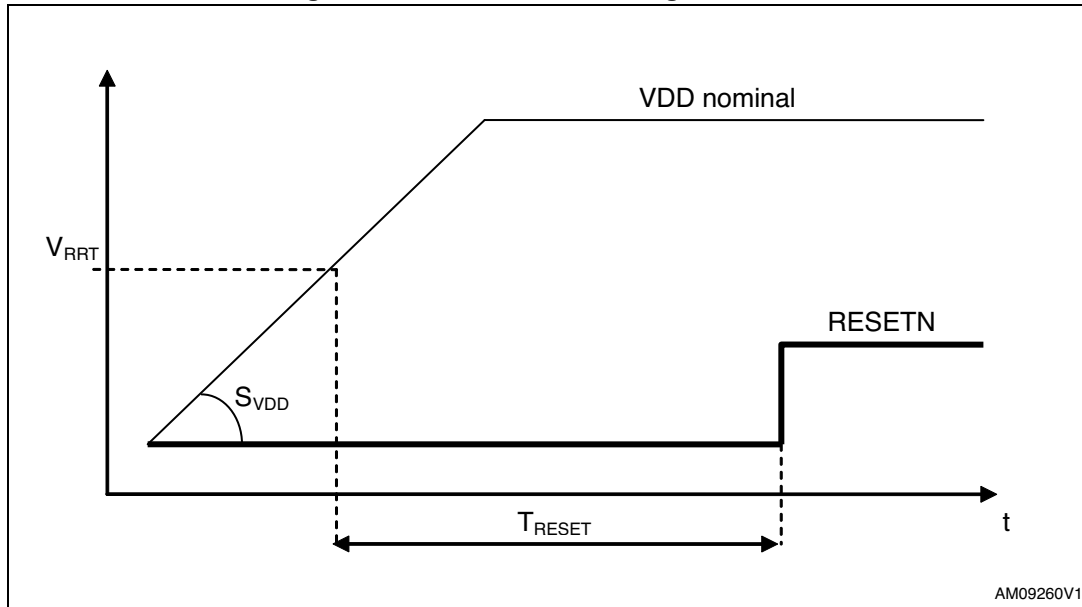 VDD nominal
VRRT
RESETN
SVDD
TRESET
t
AM09260V1